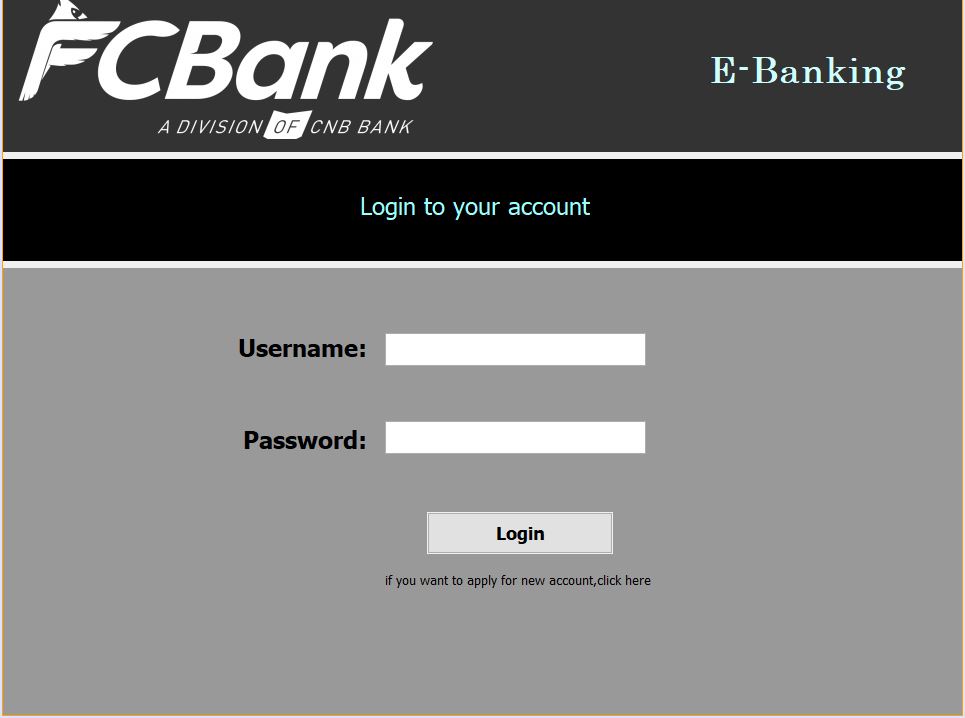 FCBank
A DIVISION OF CNB BANK
E-Banking
Login to your account
Username:
Password:
Login
if you want to apply for new account,click here